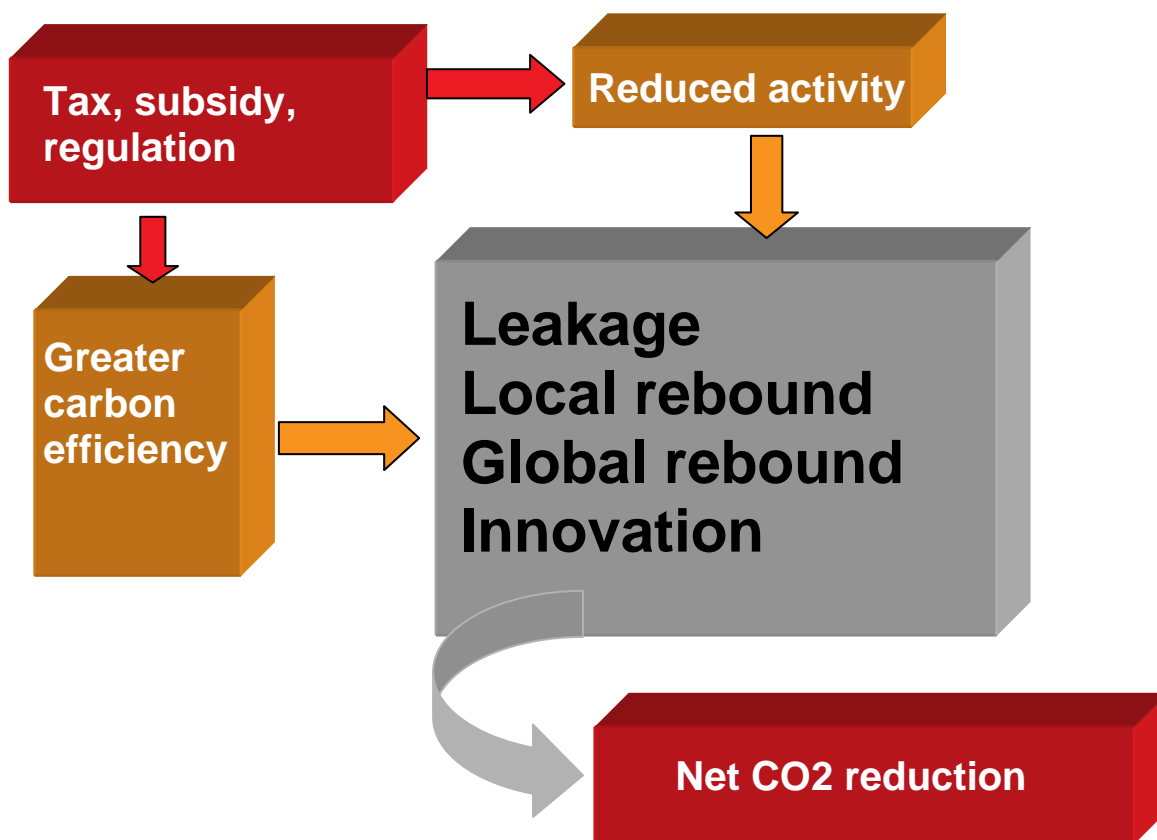 Tax, subsidy,
regulation
Reduced activity
Greater
carbon
efficiency
Leakage
Local rebound
Global rebound
Innovation
Net CO2 reduction